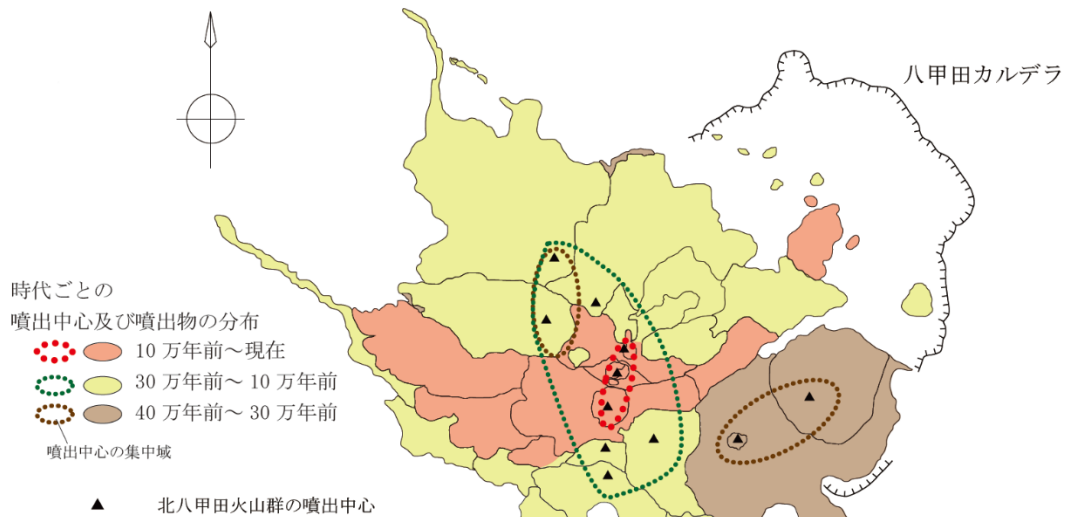 八甲田カルデラ
時代ごとの
噴出中心及び噴出物の分布
10 万年前～現在
30 万年前～10 万年前
40 万年前～30 万年前
噴出中心の集中域
北八甲田火山群の噴出中心